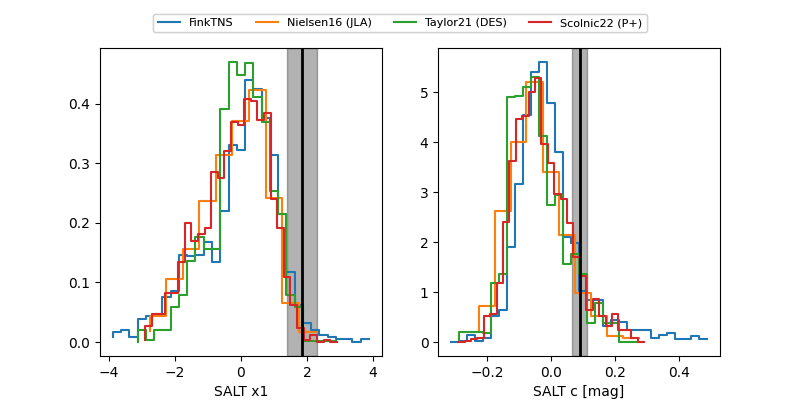 FinkTNS Nielsen16 (JLA) Taylor21 (DES) Scolnic22 (P+)
0.4
0.3
0.2
0.1
0.0
−4 −2 0 2 4
SALT x1
5
4
3
2
1
0
−0.2 0.0 0.2 0.4
SALT c [mag]